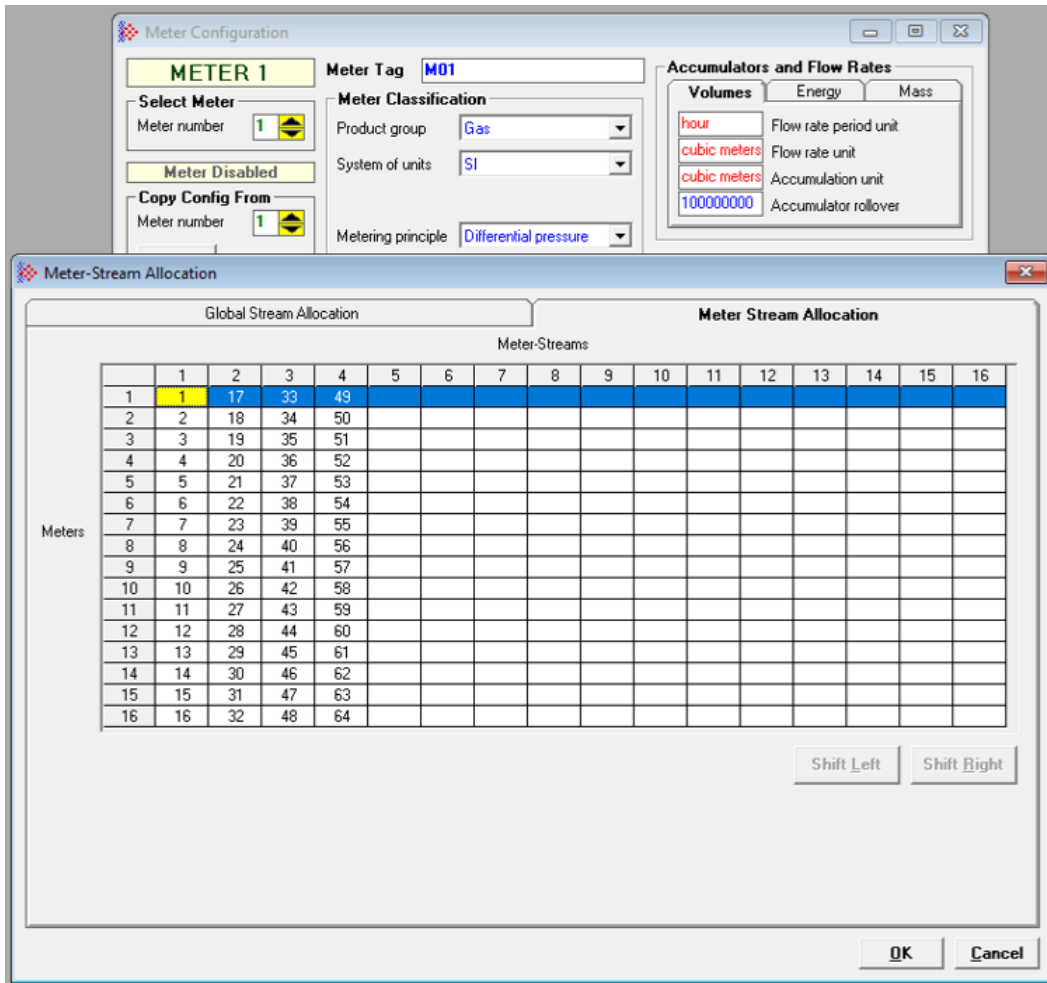 Meter Configuration
METER 1
Meter Tag M01
Accumulators and Flow Rates
Volumes Energy Mass
Select Meter
Meter number 1
Meter Classification
Product group Gas
System of units SI
hour Flow rate period unit
cubic meters Flow rate unit
cubic meters Accumulation unit
100000000 Accumulator rollover
Meter Disabled
Copy Config From
Meter number 1
Metering principle Differential pressure
Meter-Stream Allocation
Global Stream Allocation Meter Stream Allocation
Meter-Streams
1 2 3 4 5 6 7 8 9 10 11 12 13 14 15 16
1 1 17 33 49
2 2 18 34 50
3 3 19 35 51
4 4 20 36 52
5 5 21 37 53
6 6 22 38 54
Meters
7 7 23 39 55
8 8 24 40 56
9 9 25 41 57
10 10 26 42 58
11 11 27 43 59
12 12 28 44 60
13 13 29 45 61
14 14 30 46 62
15 15 31 47 63
16 16 32 48 64
Shift Left Shift Right
OK Cancel